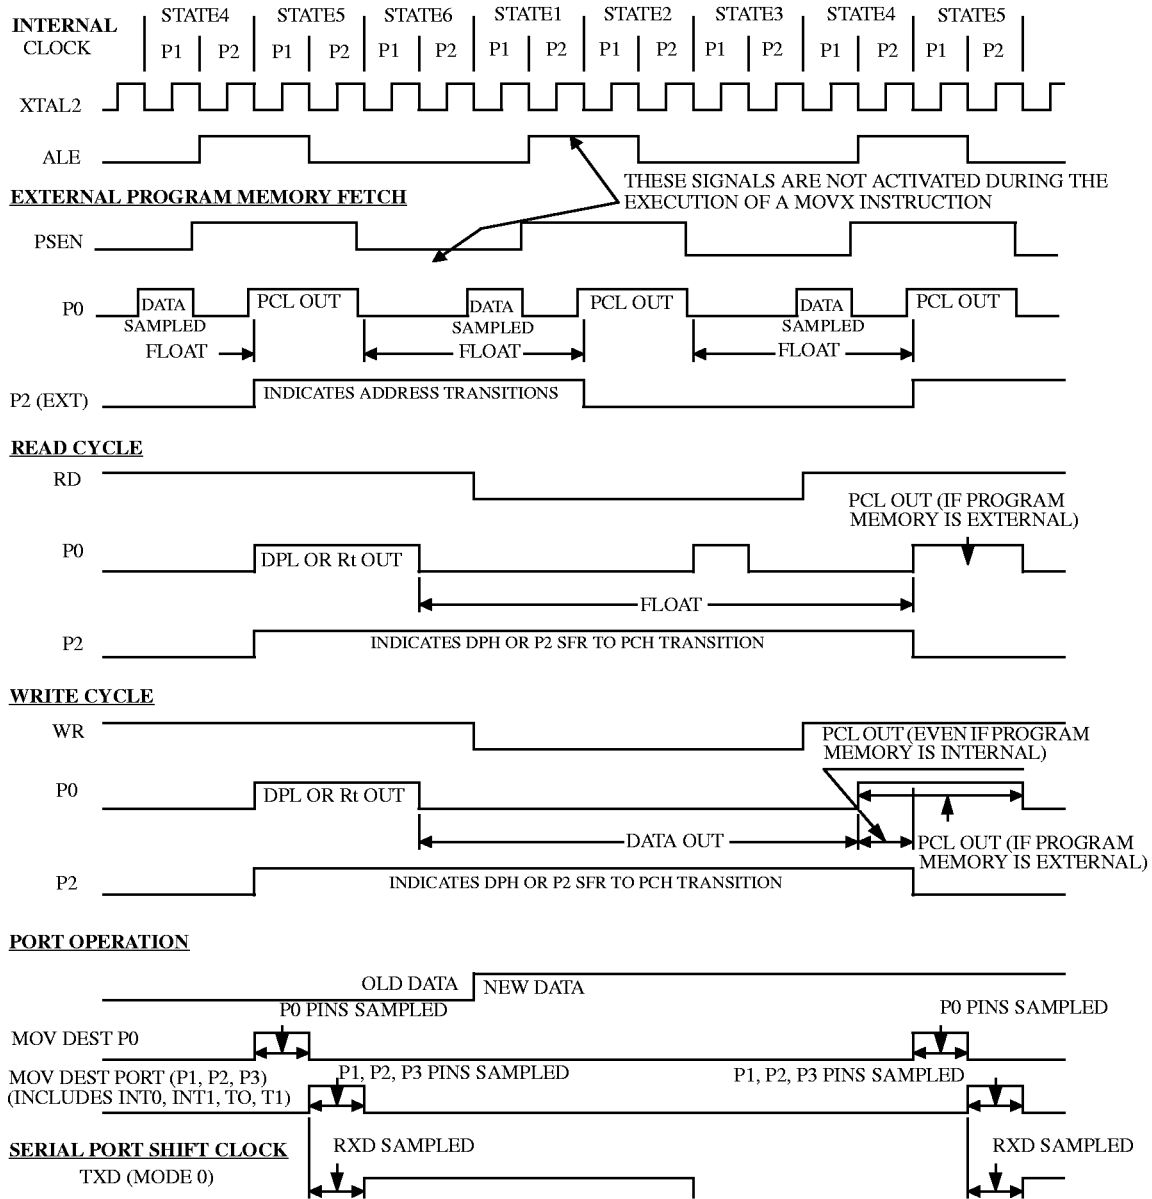 INTERNAL
CLOCK
STATE4 STATE5 STATE6 STATE1 STATE2 STATE3 STATE4 STATE5
P1 P2 P1 P2 P1 P2 P1 P2 P1 P2 P1 P2 P1 P2 P1 P2
XTAL2
ALE
THESE SIGNALS ARE NOT ACTIVATED DURING THE
EXECUTION OF A MOVX INSTRUCTION
EXTERNAL PROGRAM MEMORY FETCH
PSEN
P0
DATA PCL OUT DATA PCL OUT DATA PCL OUT
SAMPLED SAMPLED SAMPLED
FLOAT FLOAT FLOAT
P2 (EXT)
INDICATES ADDRESS TRANSITIONS
READ CYCLE
RD
PCL OUT (IF PROGRAM
MEMORY IS EXTERNAL)
P0
DPL OR Rt OUT
FLOAT
P2
INDICATES DPH OR P2 SFR TO PCH TRANSITION
WRITE CYCLE
WR
PCL OUT (EVEN IF PROGRAM
MEMORY IS INTERNAL)
P0
DPL OR Rt OUT
DATA OUT
PCL OUT (IF PROGRAM
MEMORY IS EXTERNAL)
P2
INDICATES DPH OR P2 SFR TO PCH TRANSITION
PORT OPERATION
OLD DATA NEW DATA
P0 PINS SAMPLED P0 PINS SAMPLED
MOV DEST P0
MOV DEST PORT (P1, P2, P3)
(INCLUDES INT0, INT1, TO, T1)
P1, P2, P3 PINS SAMPLED P1, P2, P3 PINS SAMPLED
SERIAL PORT SHIFT CLOCK
TXD (MODE 0)
RXD SAMPLED RXD SAMPLED